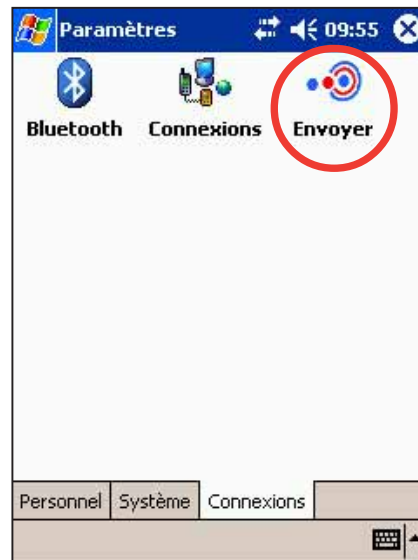 Paramètres 09:55
Bluetooth Connexions Envoyer
Personnel Système Connexions